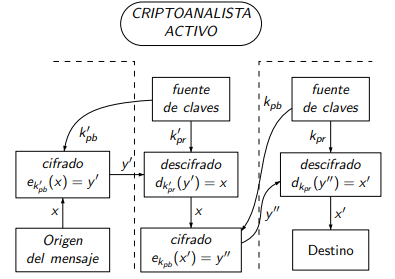 CRIPTOANALISTA
ACTIVO
fuente
de claves
fuente
de claves
k'pb
k'pr
kpb
kpr
cifrado
ek'pb(x) = y'
y'
descifrado
dk'pr(y') = x
descifrado
dkpr(y'') = x'
x
x
y''
x'
Origen
del mensaje
cifrado
ekpb(x') = y''
Destino